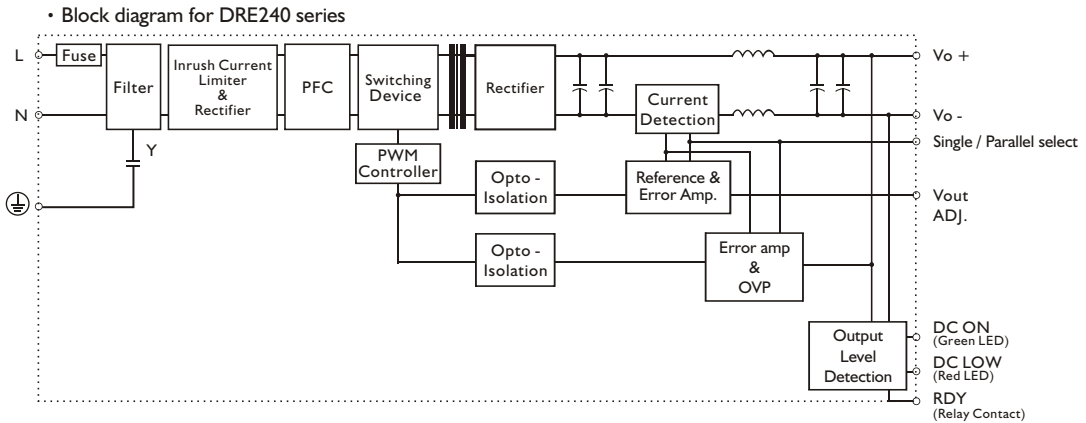 • Block diagram for DRE240 series
L
Fuse
Filter
Inrush Current
Limiter
&
Rectifier
PFC
Switching
Device
Rectifier
Current
Detection
Vo +
N
Vo -
Y
PWM
Controller
Single / Parallel select
Opto -
Isolation
Reference &
Error Amp.
Vout
ADJ.
Opto -
Isolation
Error amp
&
OVP
Output
Level
Detection
DC ON
(Green LED)
DC LOW
(Red LED)
RDY
(Relay Contact)